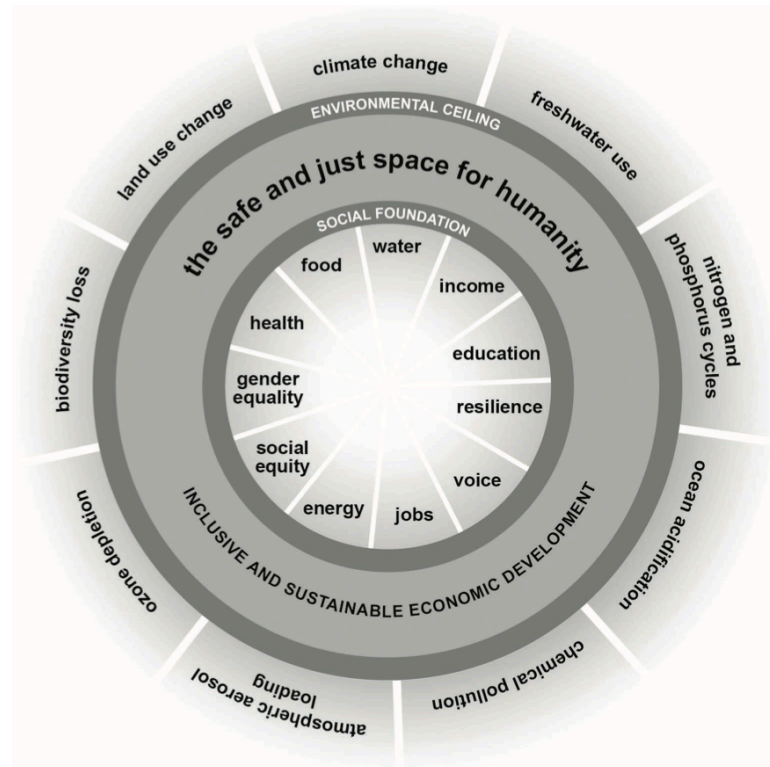 climate change
freshwater use
nitrogen and
phosphorus cycles
ocean acidification
chemical pollution
atmospheric aerosol
loading
ozone depletion
biodiversity loss
land use change
ENVIRONMENTAL CEILING
the safe and just space for humanity
SOCIAL FOUNDATION
water
income
education
resilience
voice
jobs
energy
social
equity
gender
equality
health
food
INCLUSIVE AND SUSTAINABLE ECONOMIC DEVELOPMENT